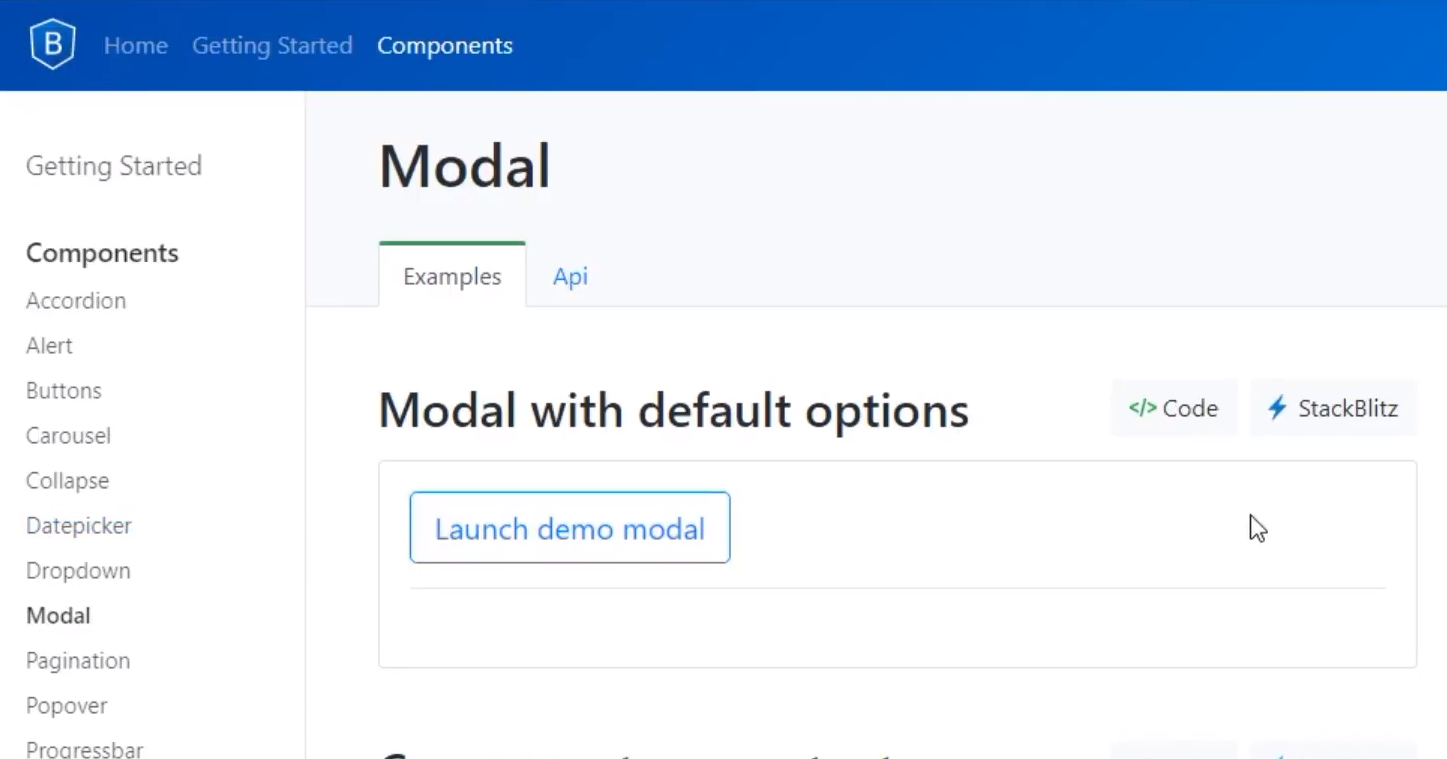 B Home Getting Started Components
Getting Started
Components
Accordion
Alert
Buttons
Carousel
Collapse
Datepicker
Dropdown
Modal
Pagination
Popover
Progressbar
Modal
Examples Api
Modal with default options
</> Code StackBlitz
Launch demo modal